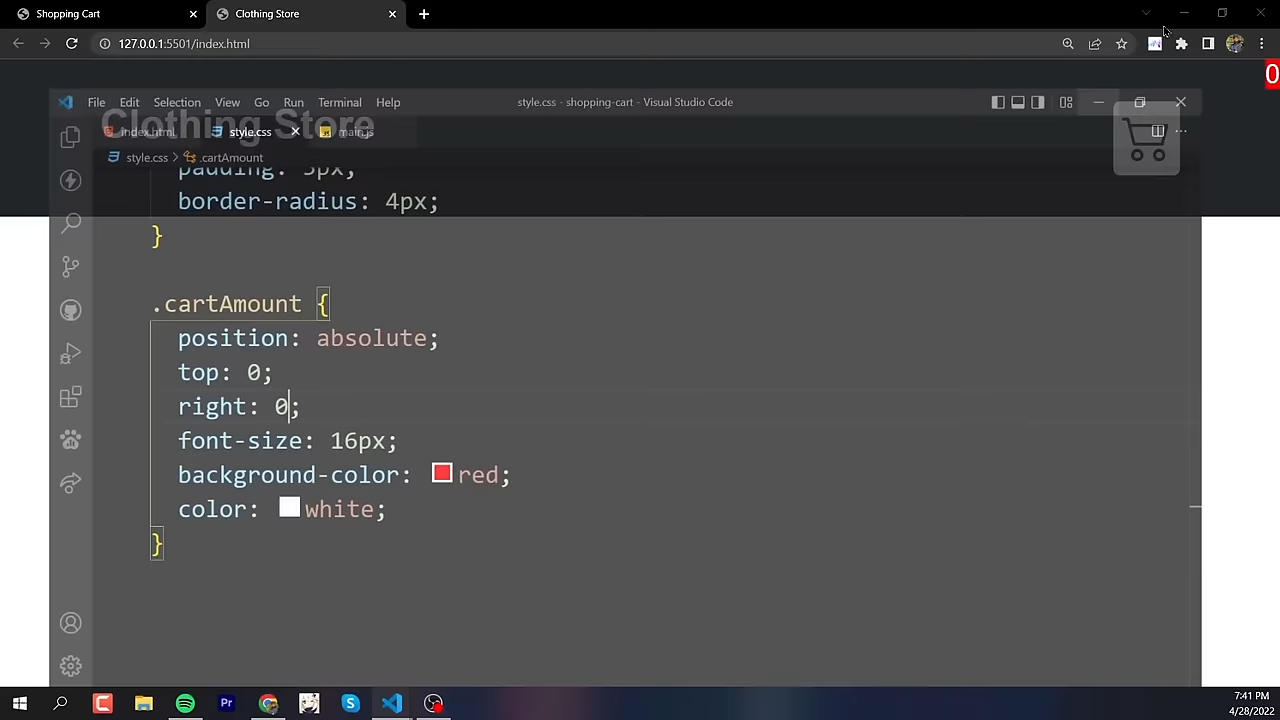 Shopping Cart
Clothing Store
127.0.0.1:5501/index.html
0
File Edit Selection View Go Run Terminal Help
style.css - shopping-cart - Visual Studio Code
Clothing Store
index.html style.css main.js
style.css > .cartAmount
padding: 5px;
border-radius: 4px;
}
.cartAmount {
position: absolute;
top: 0;
right: 0;
font-size: 16px;
background-color: red;
color: white;
}
Pr
7:41 PM
4/28/2022